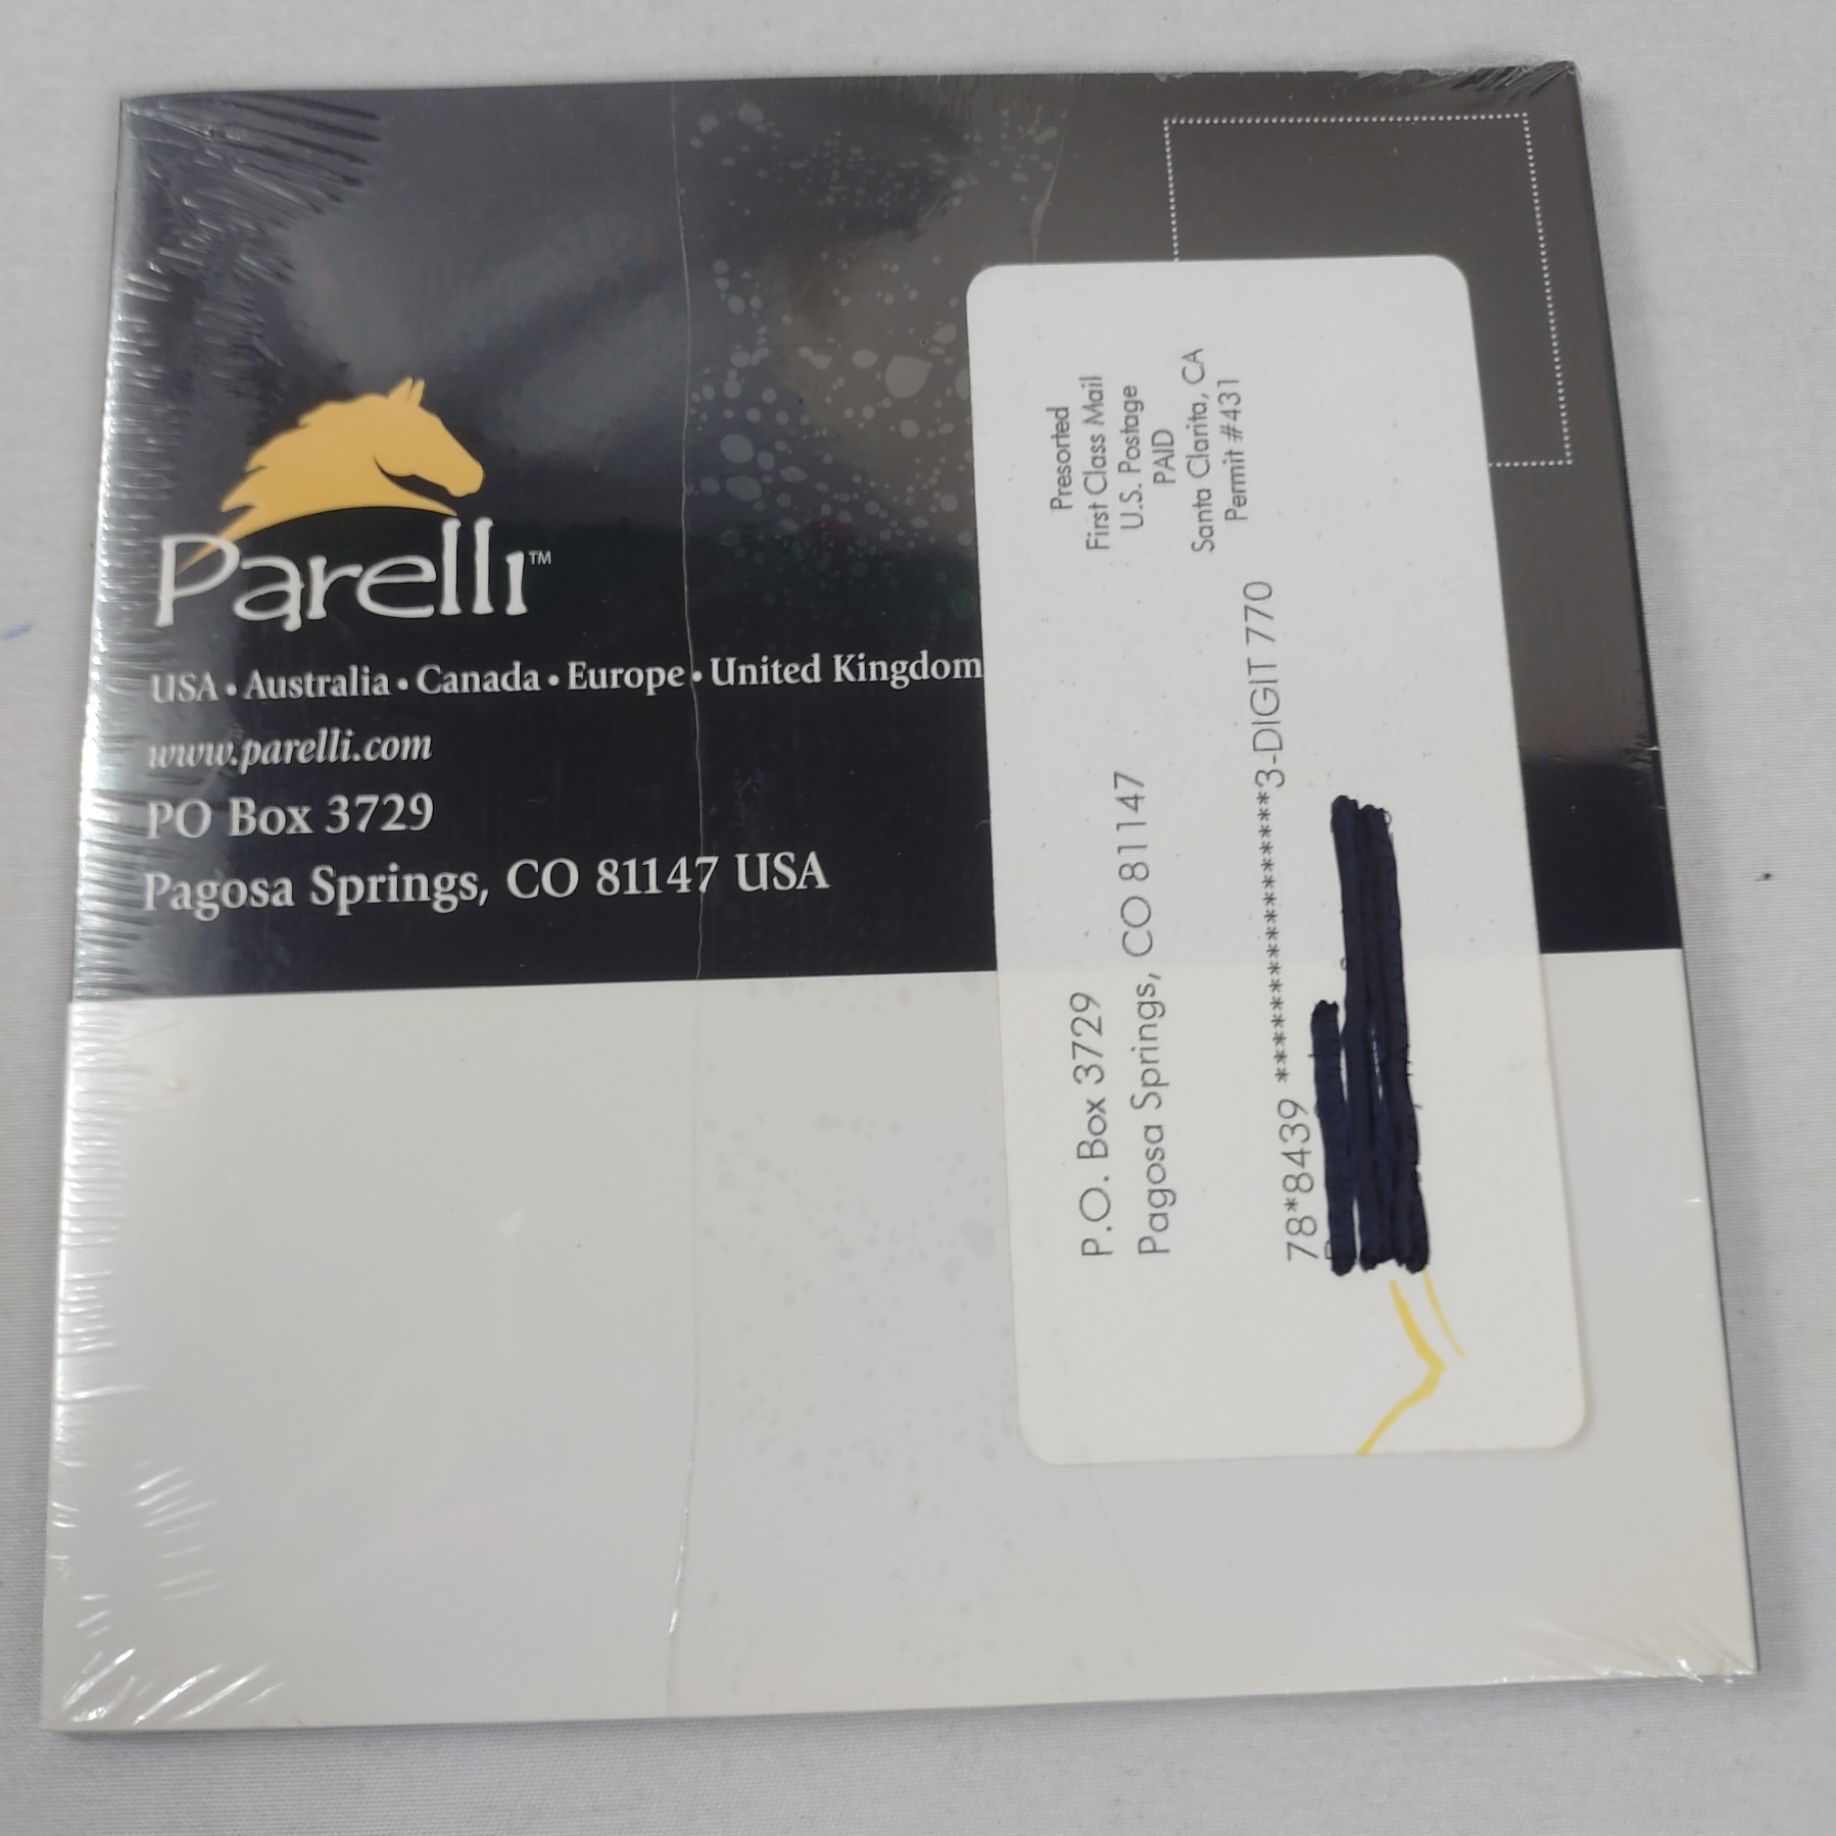 Parelli™
USA • Australia • Canada • Europe • United Kingdom
www.parelli.com
PO Box 3729
Pagosa Springs, CO 81147 USA
Presorted
First Class Mail
U.S. Postage
PAID
Santa Clarita, CA
Permit #431
P.O. Box 3729
Pagosa Springs, CO 81147
78*8439 **********************3-DIGIT 770